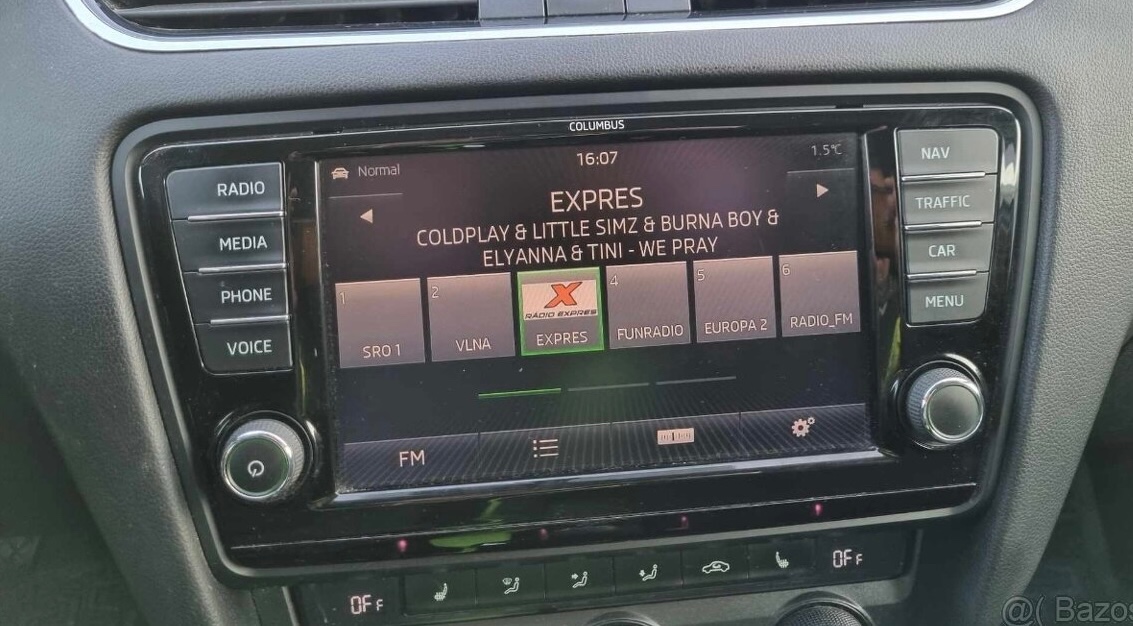 COLUMBUS
Normal
16:07
1.5°C
EXPRES
COLDPLAY & LITTLE SIMZ & BURNA BOY &
ELYANNA & TINI - WE PRAY
1
SRO 1
2
VLNA
X
RÁDIO EXPRES
EXPRES
4
FUNRADIO
5
EUROPA 2
6
RADIO_FM
FM
RADIO
MEDIA
PHONE
VOICE
NAV
TRAFFIC
CAR
MENU
OFF
OFF
@( Bazos